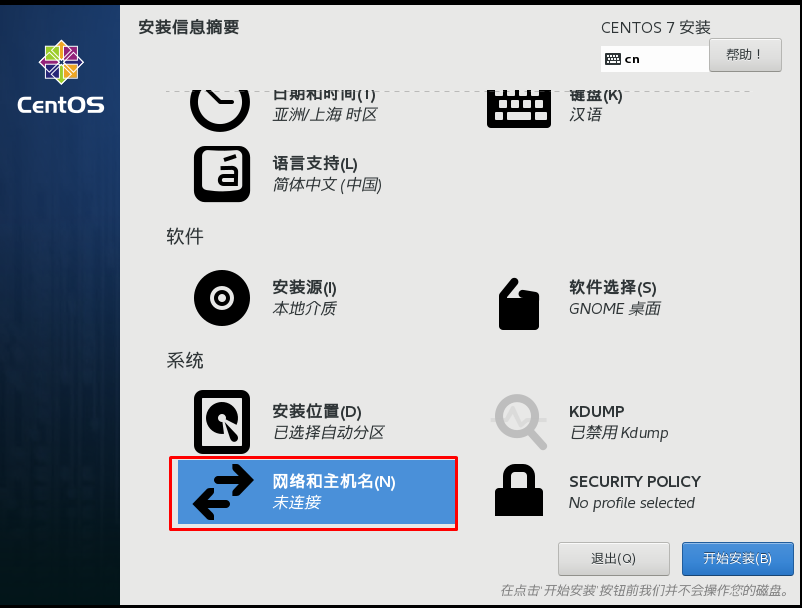 安装信息摘要
CENTOS 7 安装
cn
帮助！
CentOS
日期和时间(T)
亚洲/上海 时区
键盘(K)
汉语
语言支持(L)
简体中文 (中国)
软件
安装源(I)
本地介质
软件选择(S)
GNOME 桌面
系统
安装位置(D)
已选择自动分区
KDUMP
已禁用 Kdump
网络和主机名(N)
未连接
SECURITY POLICY
No profile selected
退出(Q)
开始安装(B)
在点击'开始安装'按钮前我们并不会操作您的磁盘。